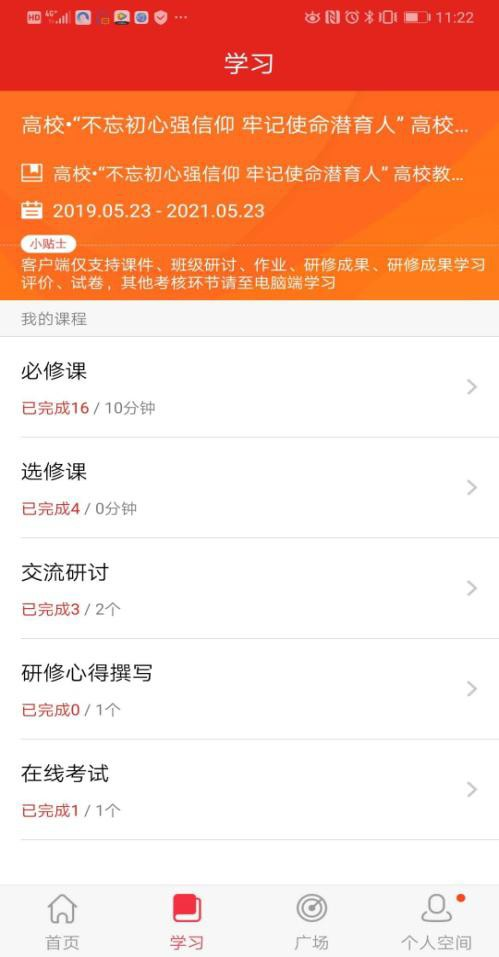 HD 4G+ 11:22
学习
高校•“不忘初心强信仰 牢记使命潜育人” 高校...
高校•“不忘初心强信仰 牢记使命潜育人” 高校教...
2019.05.23 - 2021.05.23
小贴士
客户端仅支持课件、班级研讨、作业、研修成果、研修成果学习
评价、试卷，其他考核环节请至电脑端学习
我的课程
必修课
已完成16 / 10分钟
选修课
已完成4 / 0分钟
交流研讨
已完成3 / 2个
研修心得撰写
已完成0 / 1个
在线考试
已完成1 / 1个
首页 学习 广场 个人空间